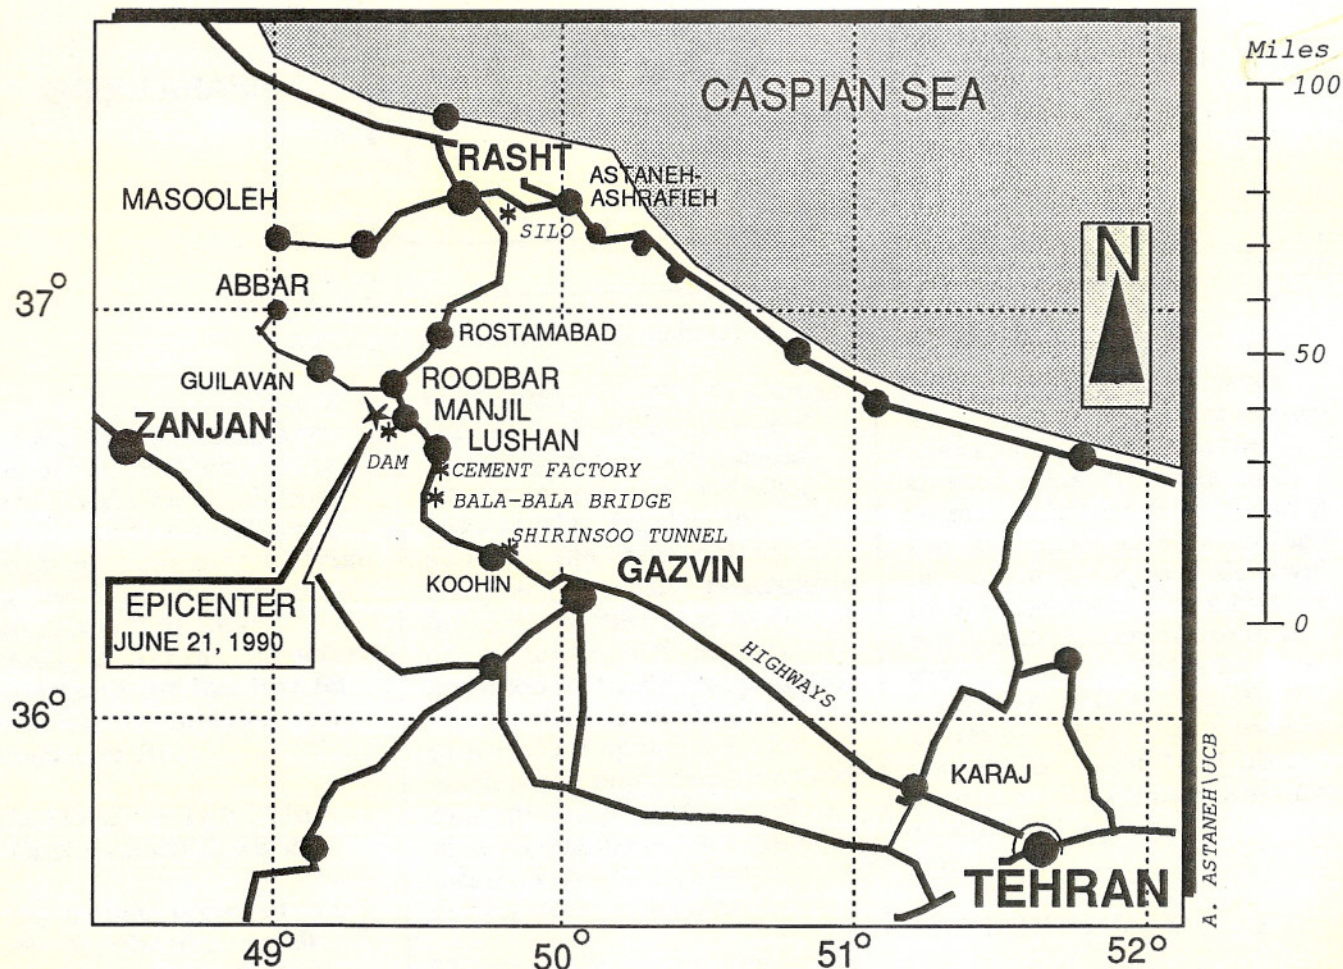 Miles
100
50
0
CASPIAN SEA
RASHT
ASTANEH-
ASHRAFIEH
MASOOLEH
SILO
N
ABBAR
37°
ROSTAMABAD
GUILAVAN
ROODBAR
MANJIL
ZANJAN
LUSHAN
DAM
CEMENT FACTORY
BALA-BALA BRIDGE
SHIRINSOO TUNNEL
KOOHIN
GAZVIN
EPICENTER
JUNE 21, 1990
HIGHWAYS
36°
KARAJ
TEHRAN
A. ASTANEH\UCB
49°
50°
51°
52°